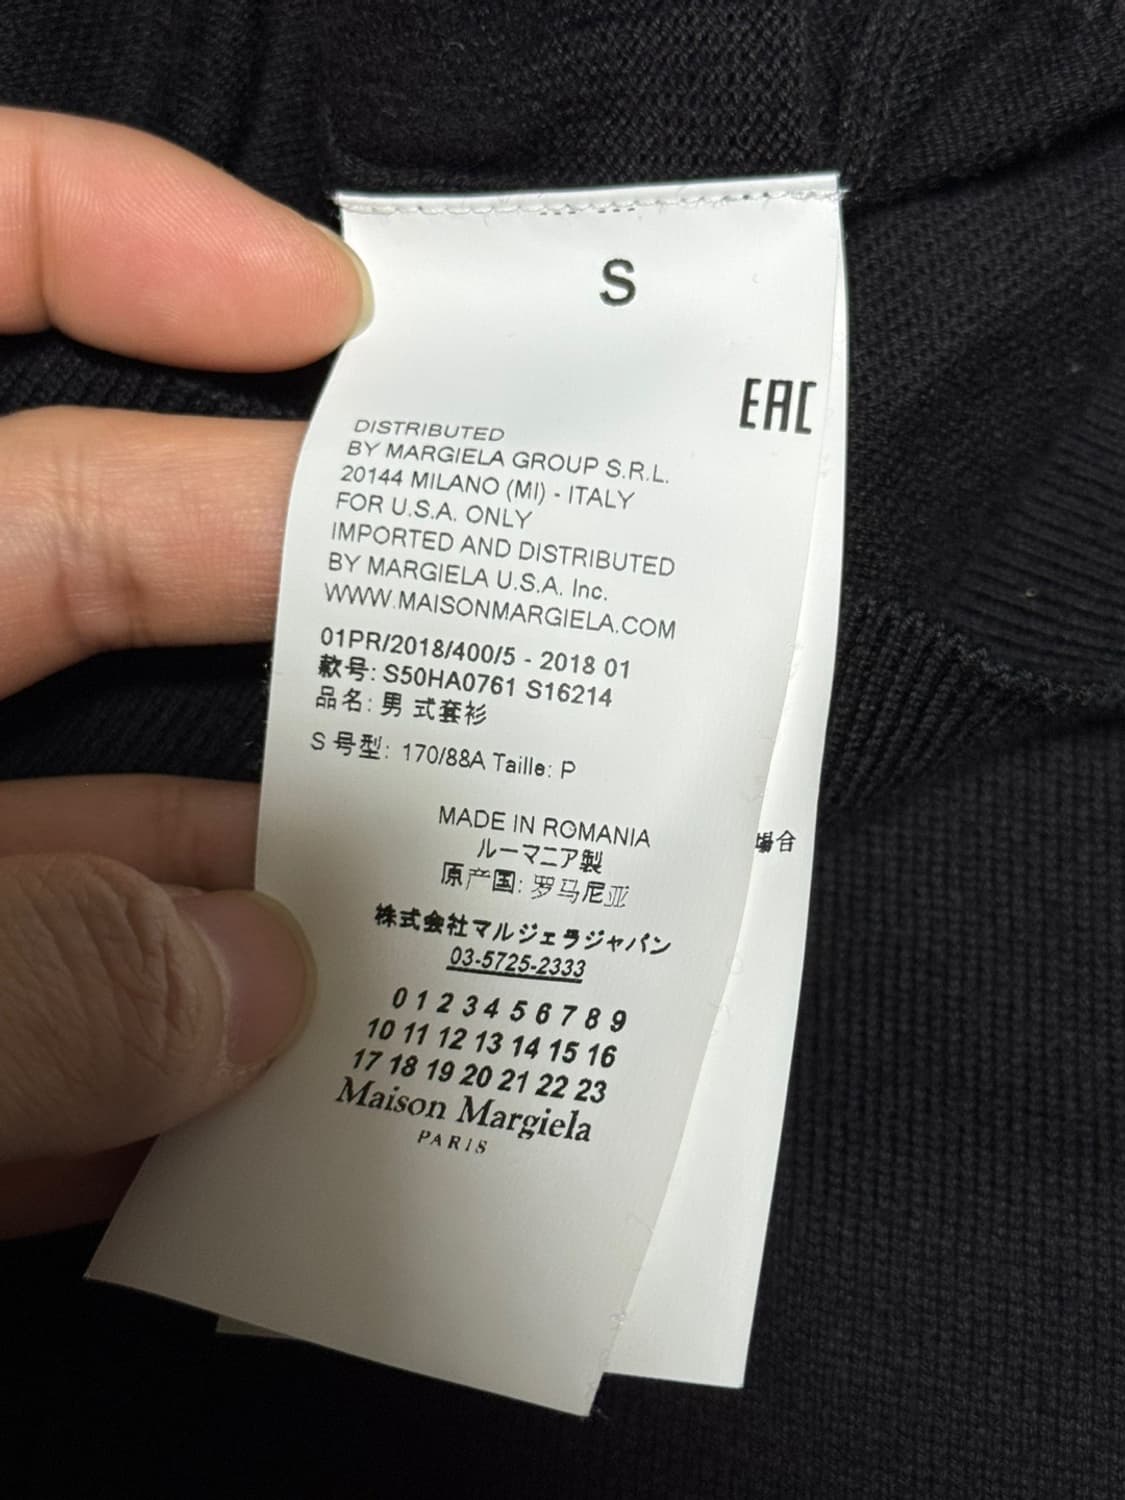 S
EAC
DISTRIBUTED
BY MARGIELA GROUP S.R.L.
20144 MILANO (MI) - ITALY
FOR U.S.A. ONLY
IMPORTED AND DISTRIBUTED
BY MARGIELA U.S.A. Inc.
WWW.MAISONMARGIELA.COM
01PR/2018/400/5 - 2018 01
款号: S50HA0761 S16214
品名: 男 式套衫
S 号型: 170/88A Taille: P
MADE IN ROMANIA
ルーマニア製
原产国: 罗马尼亚
株式会社マルジェラジャパン
03-5725-2333
0 1 2 3 4 5 6 7 8 9
10 11 12 13 14 15 16
17 18 19 20 21 22 23
Maison Margiela
PARIS
場合